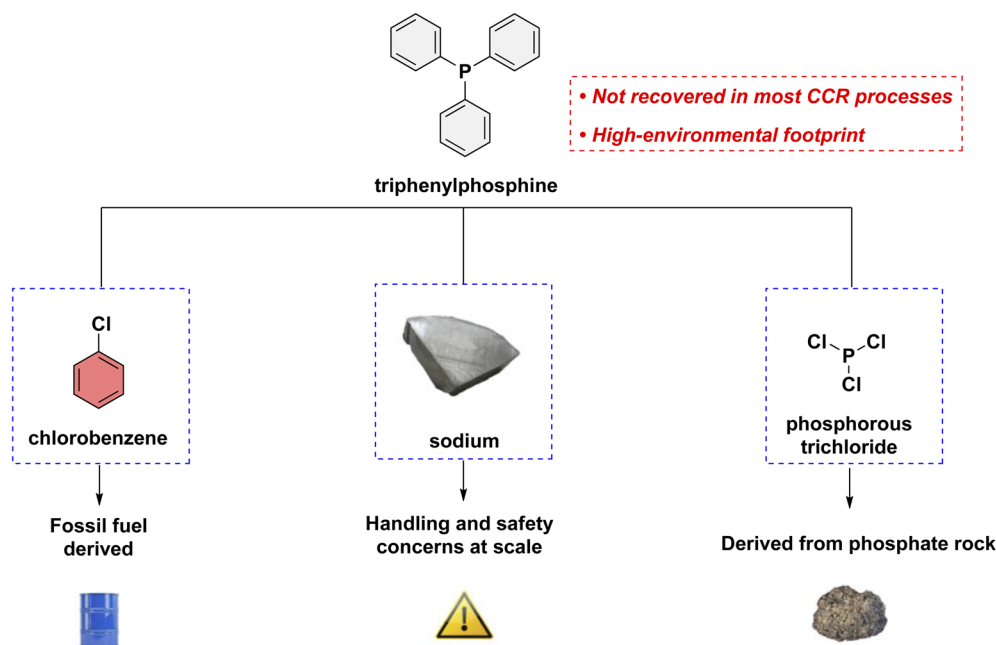 P
• Not recovered in most CCR processes
• High-environmental footprint
triphenylphosphine
Cl
chlorobenzene
sodium
Cl
P
Cl
Cl
phosphorous
trichloride
Fossil fuel
derived
Handling and safety
concerns at scale
Derived from phosphate rock